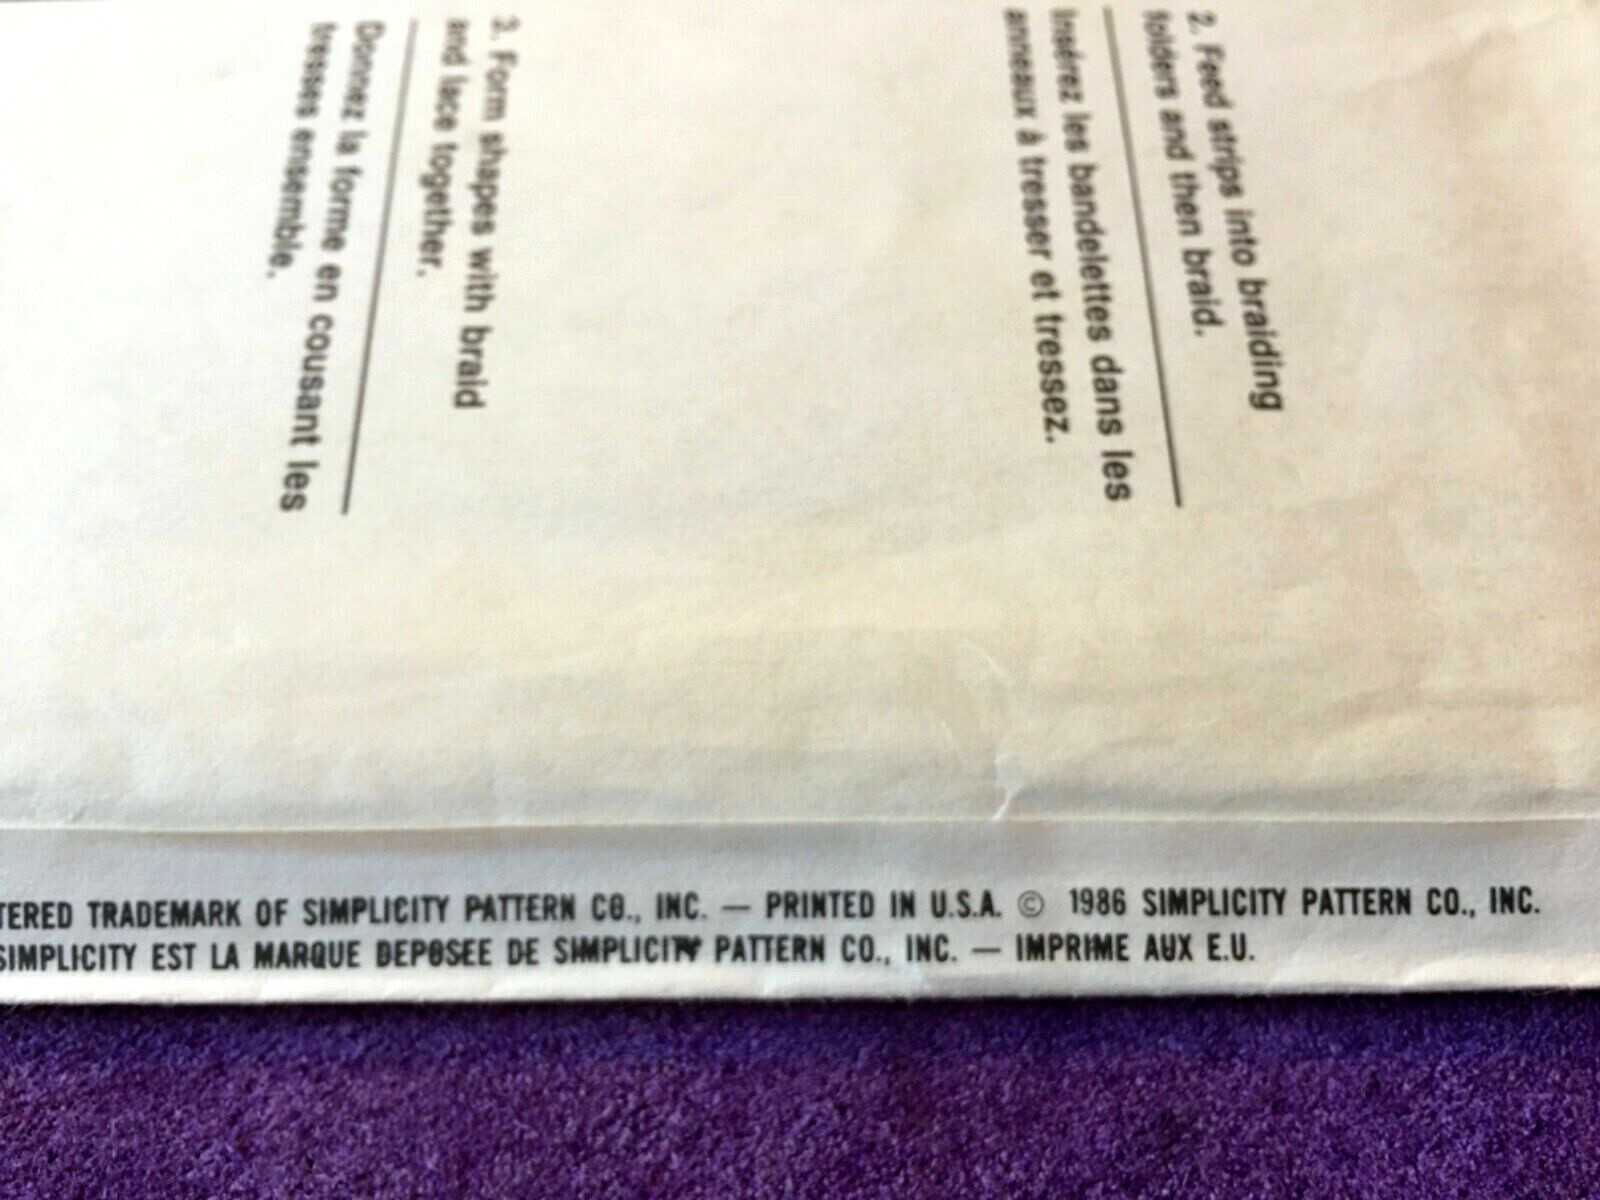 2. Feed strips into braiding
folders and then braid.
Insérez les bandelettes dans les
anneaux à tresser et tressez.
3. Form shapes with braid
and lace together.
Donnez la forme en cousant les
tresses ensemble.
TERED TRADEMARK OF SIMPLICITY PATTERN CO., INC. — PRINTED IN U.S.A. © 1986 SIMPLICITY PATTERN CO., INC.
SIMPLICITY EST LA MARQUE DEPOSEE DE SIMPLICITY PATTERN CO., INC. — IMPRIME AUX E.U.